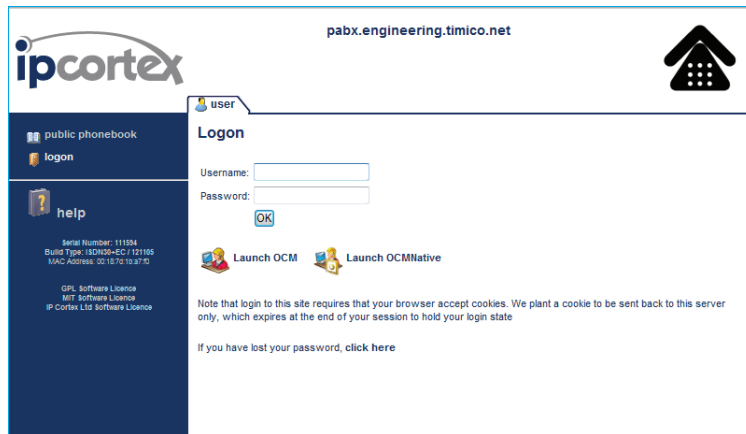 pabx.engineering.timico.net
ipcortex
user
public phonebook
logon
help
Serial Number: 111594
Build Type: ISDN30+EC / 121105
MAC Address: 00:18:7d:1b:a7:f0
GPL Software Licence
MIT Software Licence
IP Cortex Ltd Software Licence
Logon
Username:
Password:
OK
Launch OCM Launch OCMNative
Note that login to this site requires that your browser accept cookies. We plant a cookie to be sent back to this server
only, which expires at the end of your session to hold your login state
If you have lost your password, click here